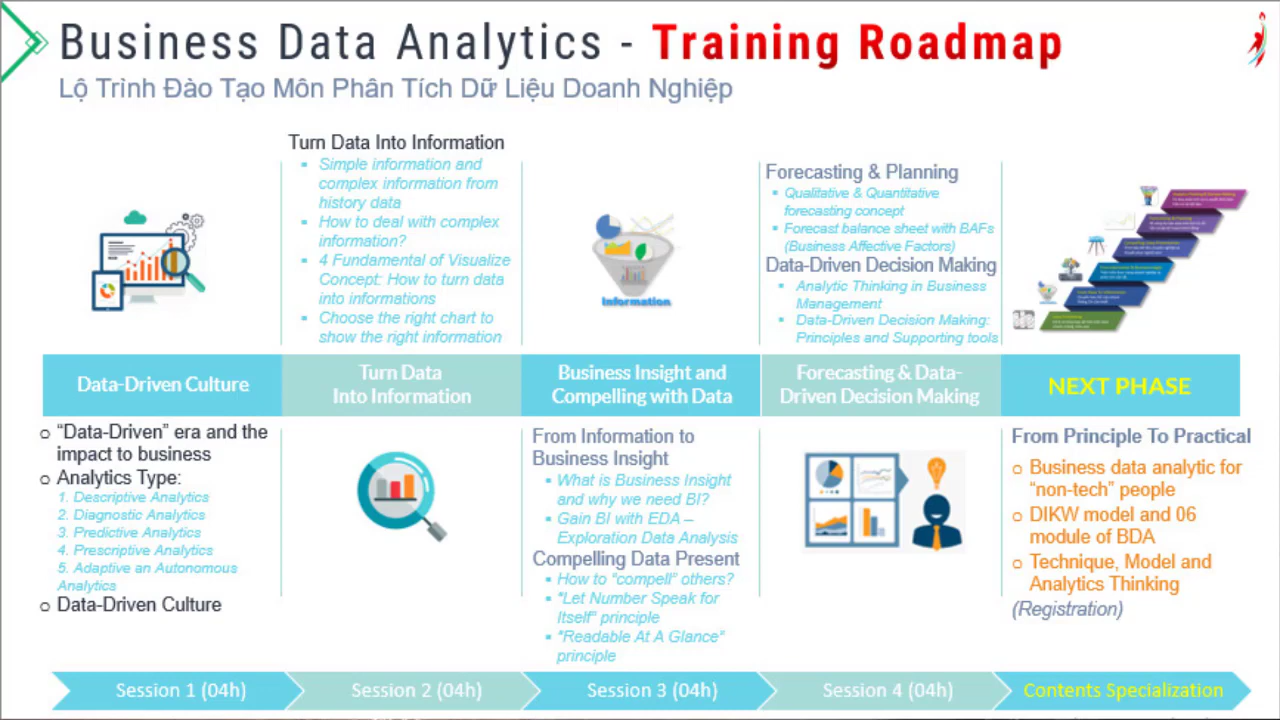 Business Data Analytics - Training Roadmap
Lộ Trình Đào Tạo Môn Phân Tích Dữ Liệu Doanh Nghiệp
Turn Data Into Information
Simple information and
complex information from
history data
How to deal with complex
information?
4 Fundamental of Visualize
Concept: How to turn data
into informations
Choose the right chart to
show the right information
Information
Forecasting & Planning
Qualitative & Quantitative
forecasting concept
Forecast balance sheet with BAFs
(Business Affective Factors)
Data-Driven Decision Making
Analytic Thinking in Business
Management
Data-Driven Decision Making:
Principles and Supporting tools
Data-Driven Culture
Turn Data
Into Information
Business Insight and
Compelling with Data
Forecasting & Data-
Driven Decision Making
NEXT PHASE
“Data-Driven” era and the
impact to business
Analytics Type:
1. Descriptive Analytics
2. Diagnostic Analytics
3. Predictive Analytics
4. Prescriptive Analytics
5. Adaptive an Autonomous
Analytics
Data-Driven Culture
From Information to
Business Insight
What is Business Insight
and why we need BI?
Gain BI with EDA –
Exploration Data Analysis
Compelling Data Present
How to “compell” others?
“Let Number Speak for
Itself” principle
“Readable At A Glance”
principle
From Principle To Practical
Business data analytic for
“non-tech” people
DIKW model and 06
module of BDA
Technique, Model and
Analytics Thinking
(Registration)
Session 1 (04h)
Session 2 (04h)
Session 3 (04h)
Session 4 (04h)
Contents Specialization